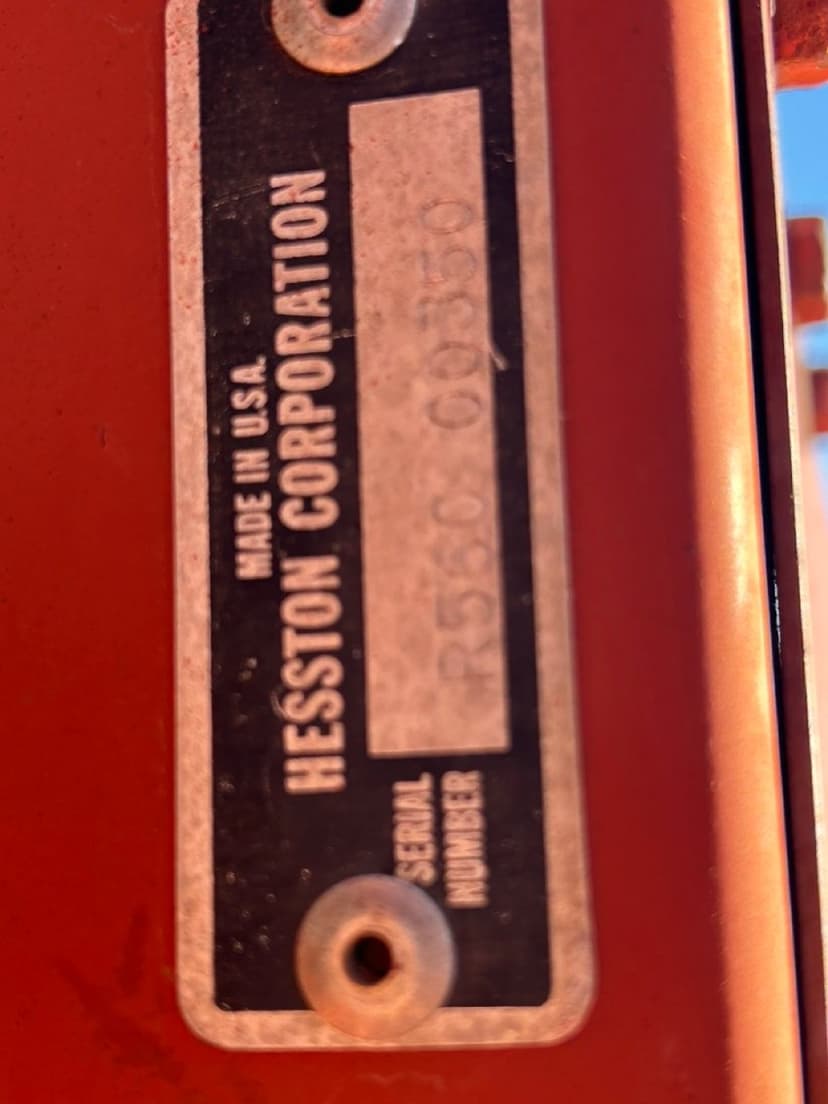 MADE IN U.S.A.
HESSTON CORPORATION
SERIAL
NUMBER
R560- 00350